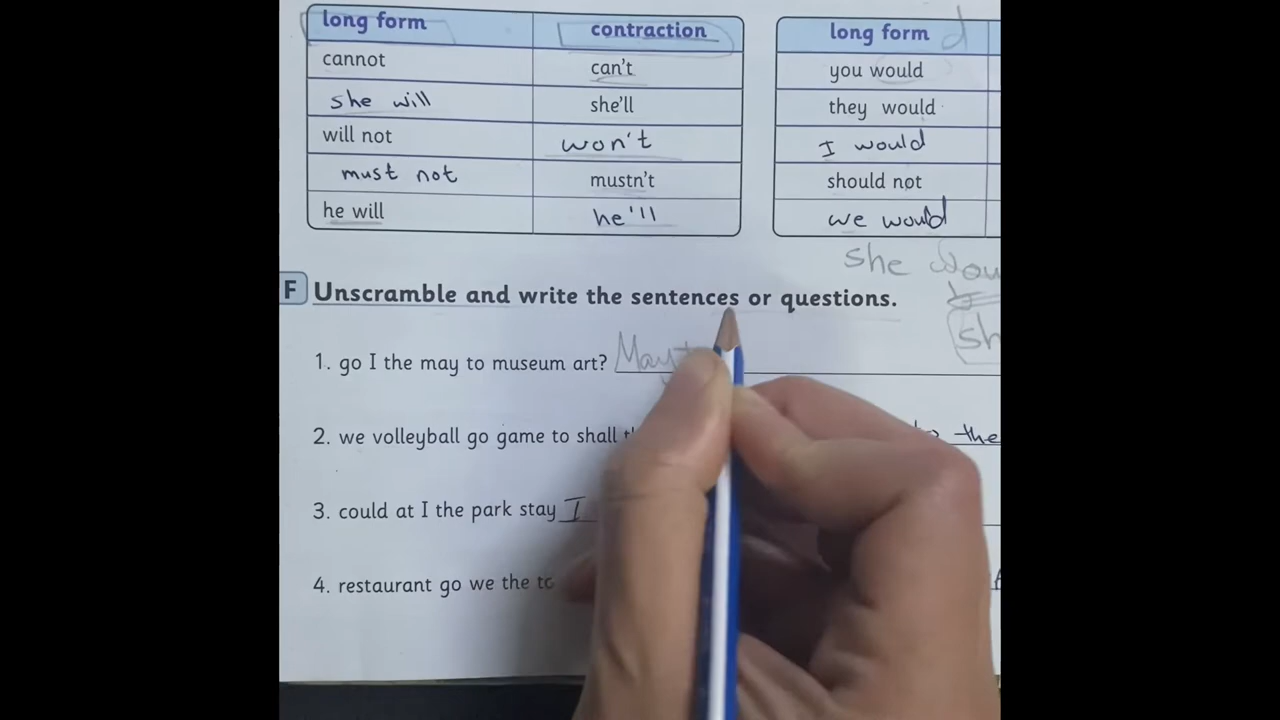 long form contraction
cannot can't
she will she'll
will not won't
must not mustn't
he will he'll
long form d
you would
they would
I would
should not
we would
she wou
sh
F Unscramble and write the sentences or questions.
1. go I the may to museum art? May
2. we volleyball go game to shall the
3. could at I the park stay I
4. restaurant go we the to